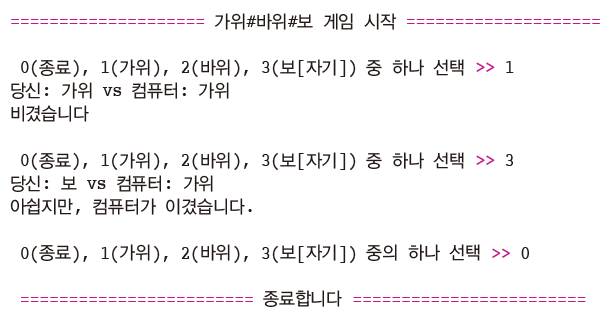 ==================== 가위#바위#보 게임 시작 ====================
0(종료), 1(가위), 2(바위), 3(보[자기]) 중 하나 선택 >> 1
당신: 가위 vs 컴퓨터: 가위
비겼습니다
0(종료), 1(가위), 2(바위), 3(보[자기]) 중 하나 선택 >> 3
당신: 보 vs 컴퓨터: 가위
아쉽지만, 컴퓨터가 이겼습니다.
0(종료), 1(가위), 2(바위), 3(보[자기]) 중의 하나 선택 >> 0
======================== 종료합니다 ========================